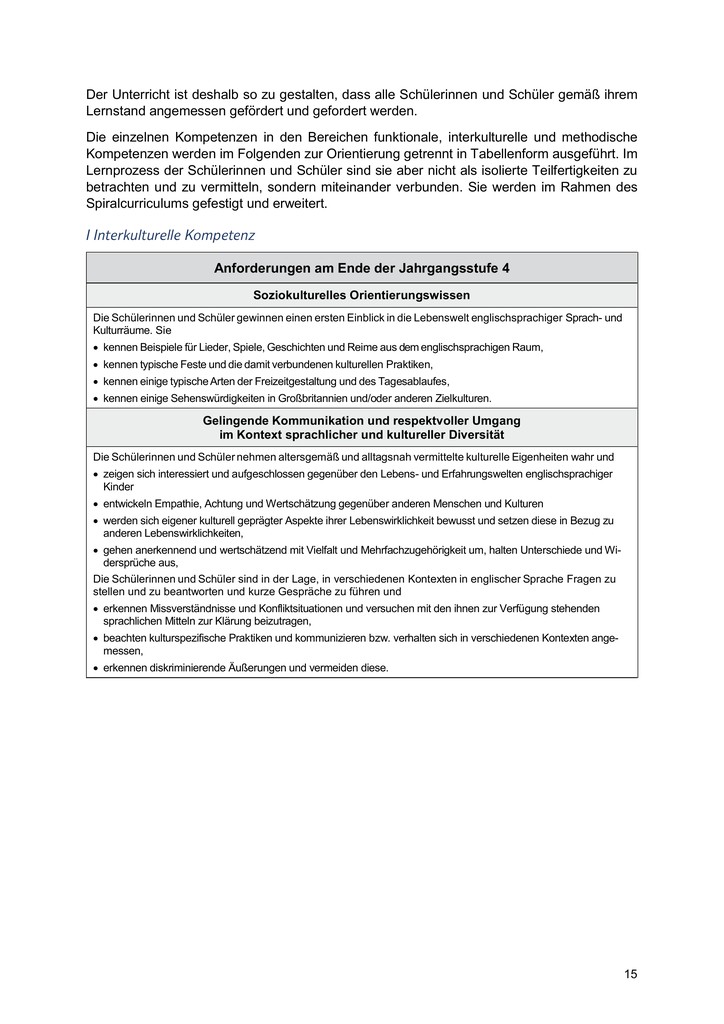 Der Unterricht ist deshalb so zu gestalten, dass alle Schülerinnen und Schüler gemäß ihrem
Lernstand angemessen gefördert und gefordert werden.
Die einzelnen Kompetenzen in den Bereichen funktionale, interkulturelle und methodische
Kompetenzen werden im Folgenden zur Orientierung getrennt in Tabellenform ausgeführt. Im
Lernprozess der Schülerinnen und Schüler sind sie aber nicht als isolierte Teilfertigkeiten zu
betrachten und zu vermitteln, sondern miteinander verbunden. Sie werden im Rahmen des
Spiralcurriculums gefestigt und erweitert.
I Interkulturelle Kompetenz
Anforderungen am Ende der Jahrgangsstufe 4
Soziokulturelles Orientierungswissen
Die Schülerinnen und Schüler gewinnen einen ersten Einblick in die Lebenswelt englischsprachiger Sprach- und
Kulturräume. Sie
• kennen Beispiele für Lieder, Spiele, Geschichten und Reime aus dem englischsprachigen Raum,
• kennen typische Feste und die damit verbundenen kulturellen Praktiken,
• kennen einige typische Arten der Freizeitgestaltung und des Tagesablaufes,
• kennen einige Sehenswürdigkeiten in Großbritannien und/oder anderen Zielkulturen.
Gelingende Kommunikation und respektvoller Umgang
im Kontext sprachlicher und kultureller Diversität
Die Schülerinnen und Schüler nehmen altersgemäß und alltagsnah vermittelte kulturelle Eigenheiten wahr und
• zeigen sich interessiert und aufgeschlossen gegenüber den Lebens- und Erfahrungswelten englischsprachiger
Kinder
• entwickeln Empathie, Achtung und Wertschätzung gegenüber anderen Menschen und Kulturen
• werden sich eigener kulturell geprägter Aspekte ihrer Lebenswirklichkeit bewusst und setzen diese in Bezug zu
anderen Lebenswirklichkeiten,
• gehen anerkennend und wertschätzend mit Vielfalt und Mehrfachzugehörigkeit um, halten Unterschiede und Wi-
dersprüche aus,
Die Schülerinnen und Schüler sind in der Lage, in verschiedenen Kontexten in englischer Sprache Fragen zu
stellen und zu beantworten und kurze Gespräche zu führen und
• erkennen Missverständnisse und Konfliktsituationen und versuchen mit den ihnen zur Verfügung stehenden
sprachlichen Mitteln zur Klärung beizutragen,
• beachten kulturspezifische Praktiken und kommunizieren bzw. verhalten sich in verschiedenen Kontexten ange-
messen,
• erkennen diskriminierende Äußerungen und vermeiden diese.
15